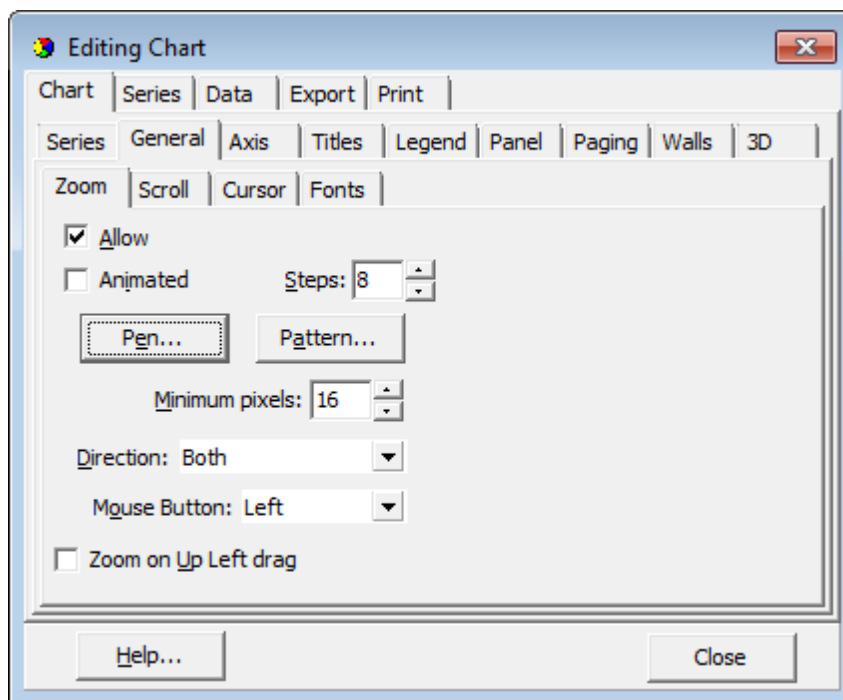 Editing Chart
Chart Series Data Export Print
Series General Axis Titles Legend Panel Paging Walls 3D
Zoom Scroll Cursor Fonts
Allow
Animated Steps: 8
Pen... Pattern...
Minimum pixels: 16
Direction: Both
Mouse Button: Left
Zoom on Up Left drag
Help... Close